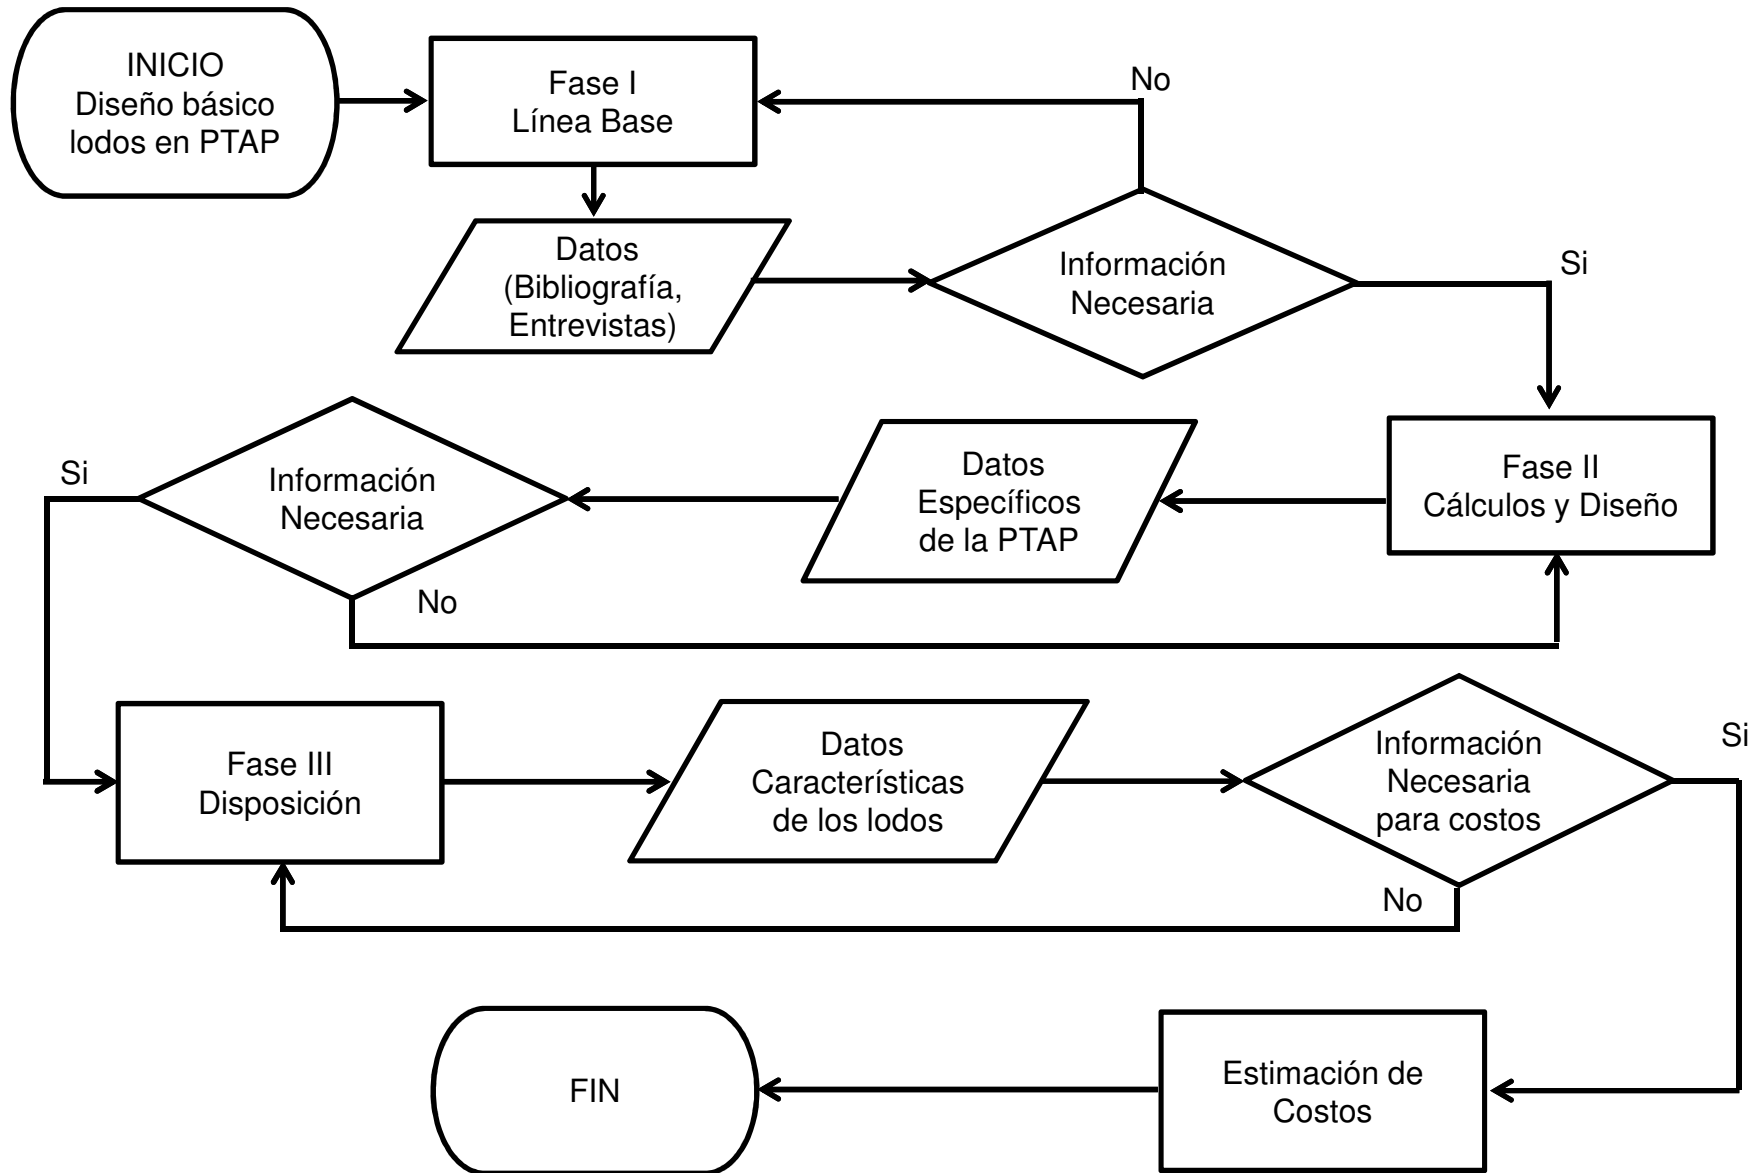 INICIO
Diseño básico
lodos en PTAP
Fase I
Línea Base
No
Datos
(Bibliografía,
Entrevistas)
Información
Necesaria
Si
Fase II
Cálculos y Diseño
Datos
Específicos
de la PTAP
Información
Necesaria
Si
No
Fase III
Disposición
Datos
Característicias
de los lodos
Información
Necesaria
para costos
Si
No
Estimación de
Costos
FIN